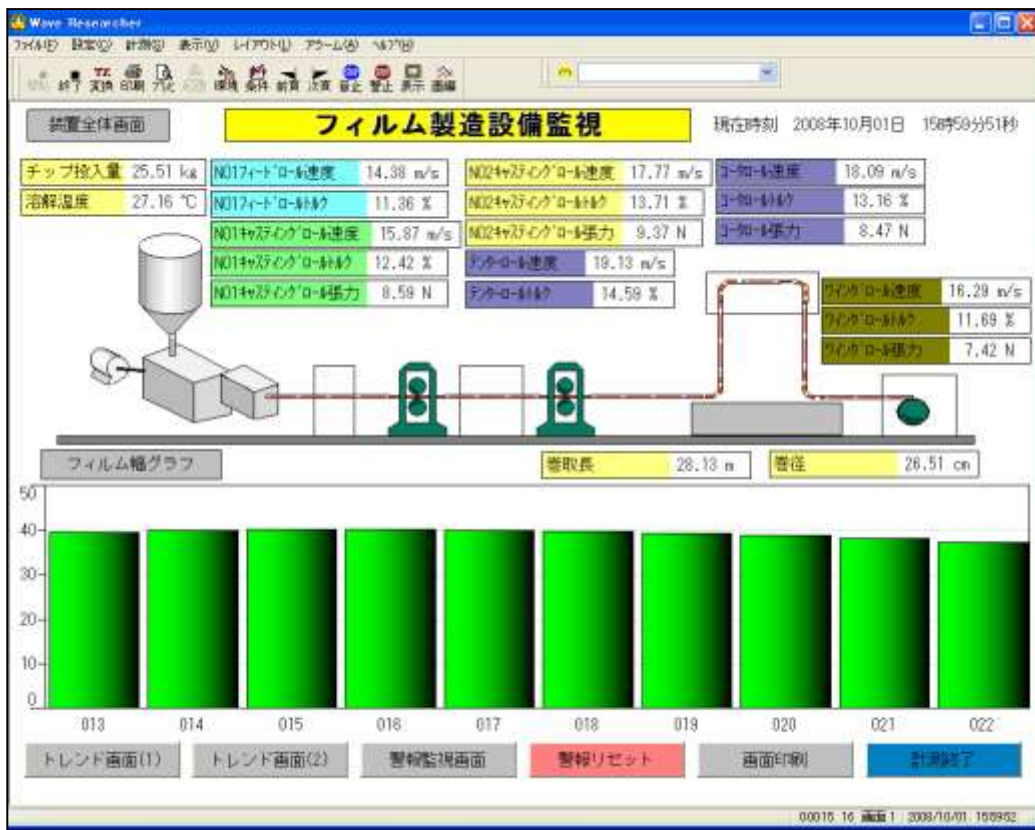 Wave Researcher
ファイル(F) 設定(C) 計測(S) 表示(V) レイアウト(L) アラーム(A) ヘルプ(H)
終了 変換 印刷 環境 条件 前頁 次頁 音止 警止 表示 画編
装置全体画面 フィルム製造設備監視 現在時刻 2008年10月01日 15時59分51秒
チップ投入量 25.51 kg NO1フィードロール速度 14.38 m/s NO2キャスティングロール速度 17.77 m/s コータロール速度 18.09 m/s
溶解温度 27.16 ℃ NO1フィードロールトルク 11.36 % NO2キャスティングロールトルク 13.71 % コータロールトルク 13.16 %
NO1キャスティングロール速度 15.87 m/s NO2キャスティングロール張力 9.37 N コータロール張力 8.47 N
NO1キャスティングロールトルク 12.42 % テンターロール速度 19.13 m/s
NO1キャスティングロール張力 8.59 N テンターロールトルク 14.59 %
ワインダロール速度 16.29 m/s
ワインダロールトルク 11.69 %
ワインダロール張力 7.42 N
フィルム幅グラフ 巻取長 28.13 m 巻径 26.51 cm
50
40
30
20
10
0
013 014 015 016 017 018 019 020 021 022
トレンド画面(1) トレンド画面(2) 警報監視画面 警報リセット 画面印刷 計測終了
00015 16 画面1 2008/10/01 155952